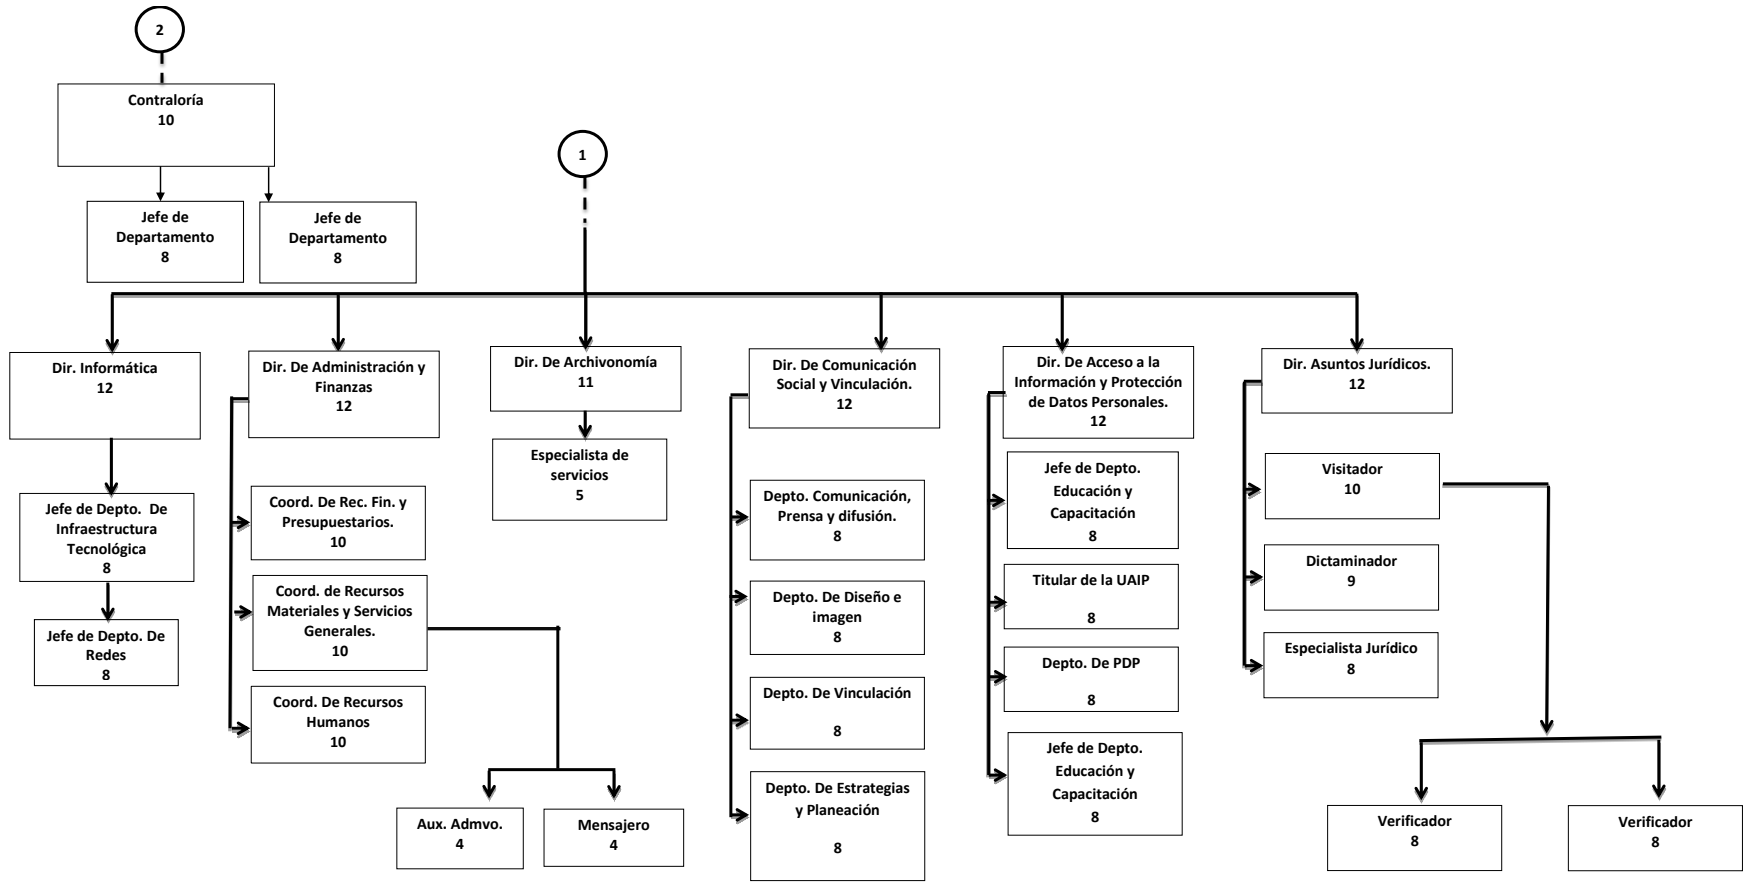 2
Contraloría
10
Jefe de
Departamento
8
Jefe de
Departamento
8
1
Dir. Informática
12
Jefe de Depto. De
Infraestructura
Tecnológica
8
Jefe de Depto. De
Redes
8
Dir. De Administración y
Finanzas
12
Coord. De Rec. Fin. y
Presupuestarios.
10
Coord. de Recursos
Materiales y Servicios
Generales.
10
Coord. De Recursos
Humanos
10
Aux. Admvo.
4
Mensajero
4
Dir. De Archivonomía
11
Especialista de
servicios
5
Dir. De Comunicación
Social y Vinculación.
12
Depto. Comunicación,
Prensa y difusión.
8
Depto. De Diseño e
imagen
8
Depto. De Vinculación
8
Depto. De Estrategias
y Planeación
8
Dir. De Acceso a la
Información y Protección
de Datos Personales.
12
Jefe de Depto.
Educación y
Capacitación
8
Titular de la UAIP
8
Depto. De PDP
8
Jefe de Depto.
Educación y
Capacitación
8
Dir. Asuntos Jurídicos.
12
Visitador
10
Dictaminador
9
Especialista Jurídico
8
Verificador
8
Verificador
8